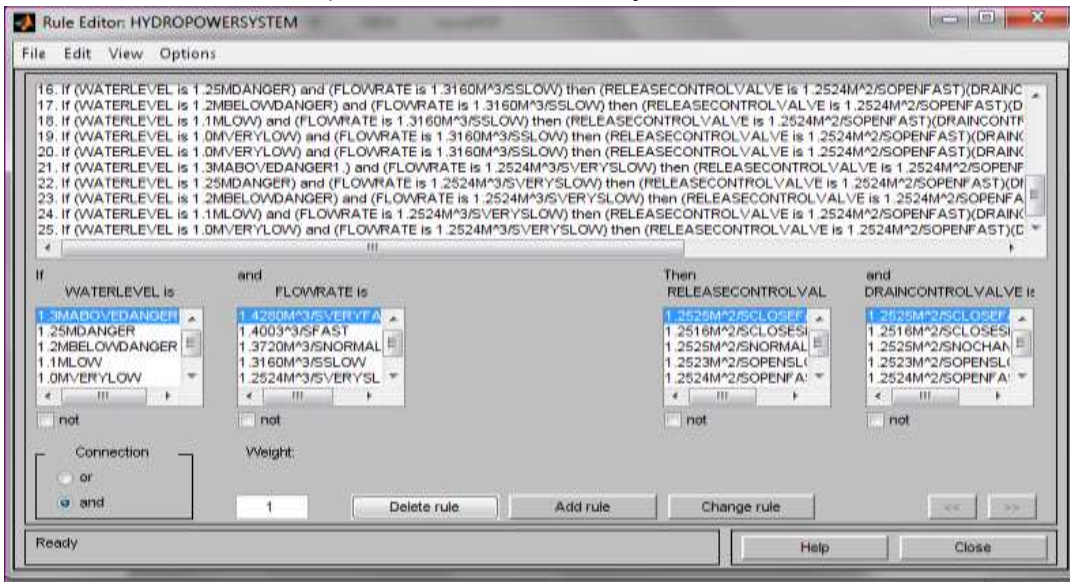 Rule Editor: HYDROPOWERSYSTEM
File Edit View Options
16. If (WATERLEVEL is 1.25MDANGER) and (FLOWRATE is 1.3160M^3/SSLOW) then (RELEASECONTROLVALVE is 1.2524M^2/SOPENFAST)(DRAINC
17. If (WATERLEVEL is 1.2MBELOWDANGER) and (FLOWRATE is 1.3160M^3/SSLOW) then (RELEASECONTROLVALVE is 1.2524M^2/SOPENFAST)(D
18. If (WATERLEVEL is 1.1MLOW) and (FLOWRATE is 1.3160M^3/SSLOW) then (RELEASECONTROLVALVE is 1.2524M^2/SOPENFAST)(DRAINCONTR
19. If (WATERLEVEL is 1.0MVERYLOW) and (FLOWRATE is 1.3160M^3/SSLOW) then (RELEASECONTROLVALVE is 1.2524M^2/SOPENFAST)(DRAINC
20. If (WATERLEVEL is 1.0MVERYLOW) and (FLOWRATE is 1.3160M^3/SSLOW) then (RELEASECONTROLVALVE is 1.2524M^2/SOPENFAST)(DRAINC
21. If (WATERLEVEL is 1.3MABOVEDANGER1.) and (FLOWRATE is 1.2524M^3/SVERYSLOW) then (RELEASECONTROLVALVE is 1.2524M^2/SOPENF
22. If (WATERLEVEL is 1.25MDANGER) and (FLOWRATE is 1.2524M^3/SVERYSLOW) then (RELEASECONTROLVALVE is 1.2524M^2/SOPENFAST)(DI
23. If (WATERLEVEL is 1.2MBELOWDANGER) and (FLOWRATE is 1.2524M^3/SVERYSLOW) then (RELEASECONTROLVALVE is 1.2524M^2/SOPENFA
24. If (WATERLEVEL is 1.1MLOW) and (FLOWRATE is 1.2524M^3/SVERYSLOW) then (RELEASECONTROLVALVE is 1.2524M^2/SOPENFAST)(DRAINC
25. If (WATERLEVEL is 1.0MVERYLOW) and (FLOWRATE is 1.2524M^3/SVERYSLOW) then (RELEASECONTROLVALVE is 1.2524M^2/SOPENFAST)(D
If and Then and
WATERLEVEL is FLOWRATE is RELEASECONTROLVAL DRAINCONTROLVALVE is
1.3MABOVEDANGER 1.4280M^3/SVERYFA 1.2525M^2/SCLOSEF 1.2525M^2/SCLOSEF
1.25MDANGER 1.4003^3/SFAST 1.2516M^2/SCLOSESI 1.2516M^2/SCLOSESI
1.2MBELOWDANGER 1.3720M^3/SNORMAL 1.2525M^2/SNORMAL 1.2525M^2/SNOCHAN
1.1MLOW 1.3160M^3/SSLOW 1.2523M^2/SOPENSL 1.2523M^2/SOPENSL
1.0MVERYLOW 1.2524M^3/SVERYSL 1.2524M^2/SOPENFA 1.2524M^2/SOPENFA
not not not not
Connection Weight:
or
and 1 Delete rule Add rule Change rule << >>
Ready Help Close